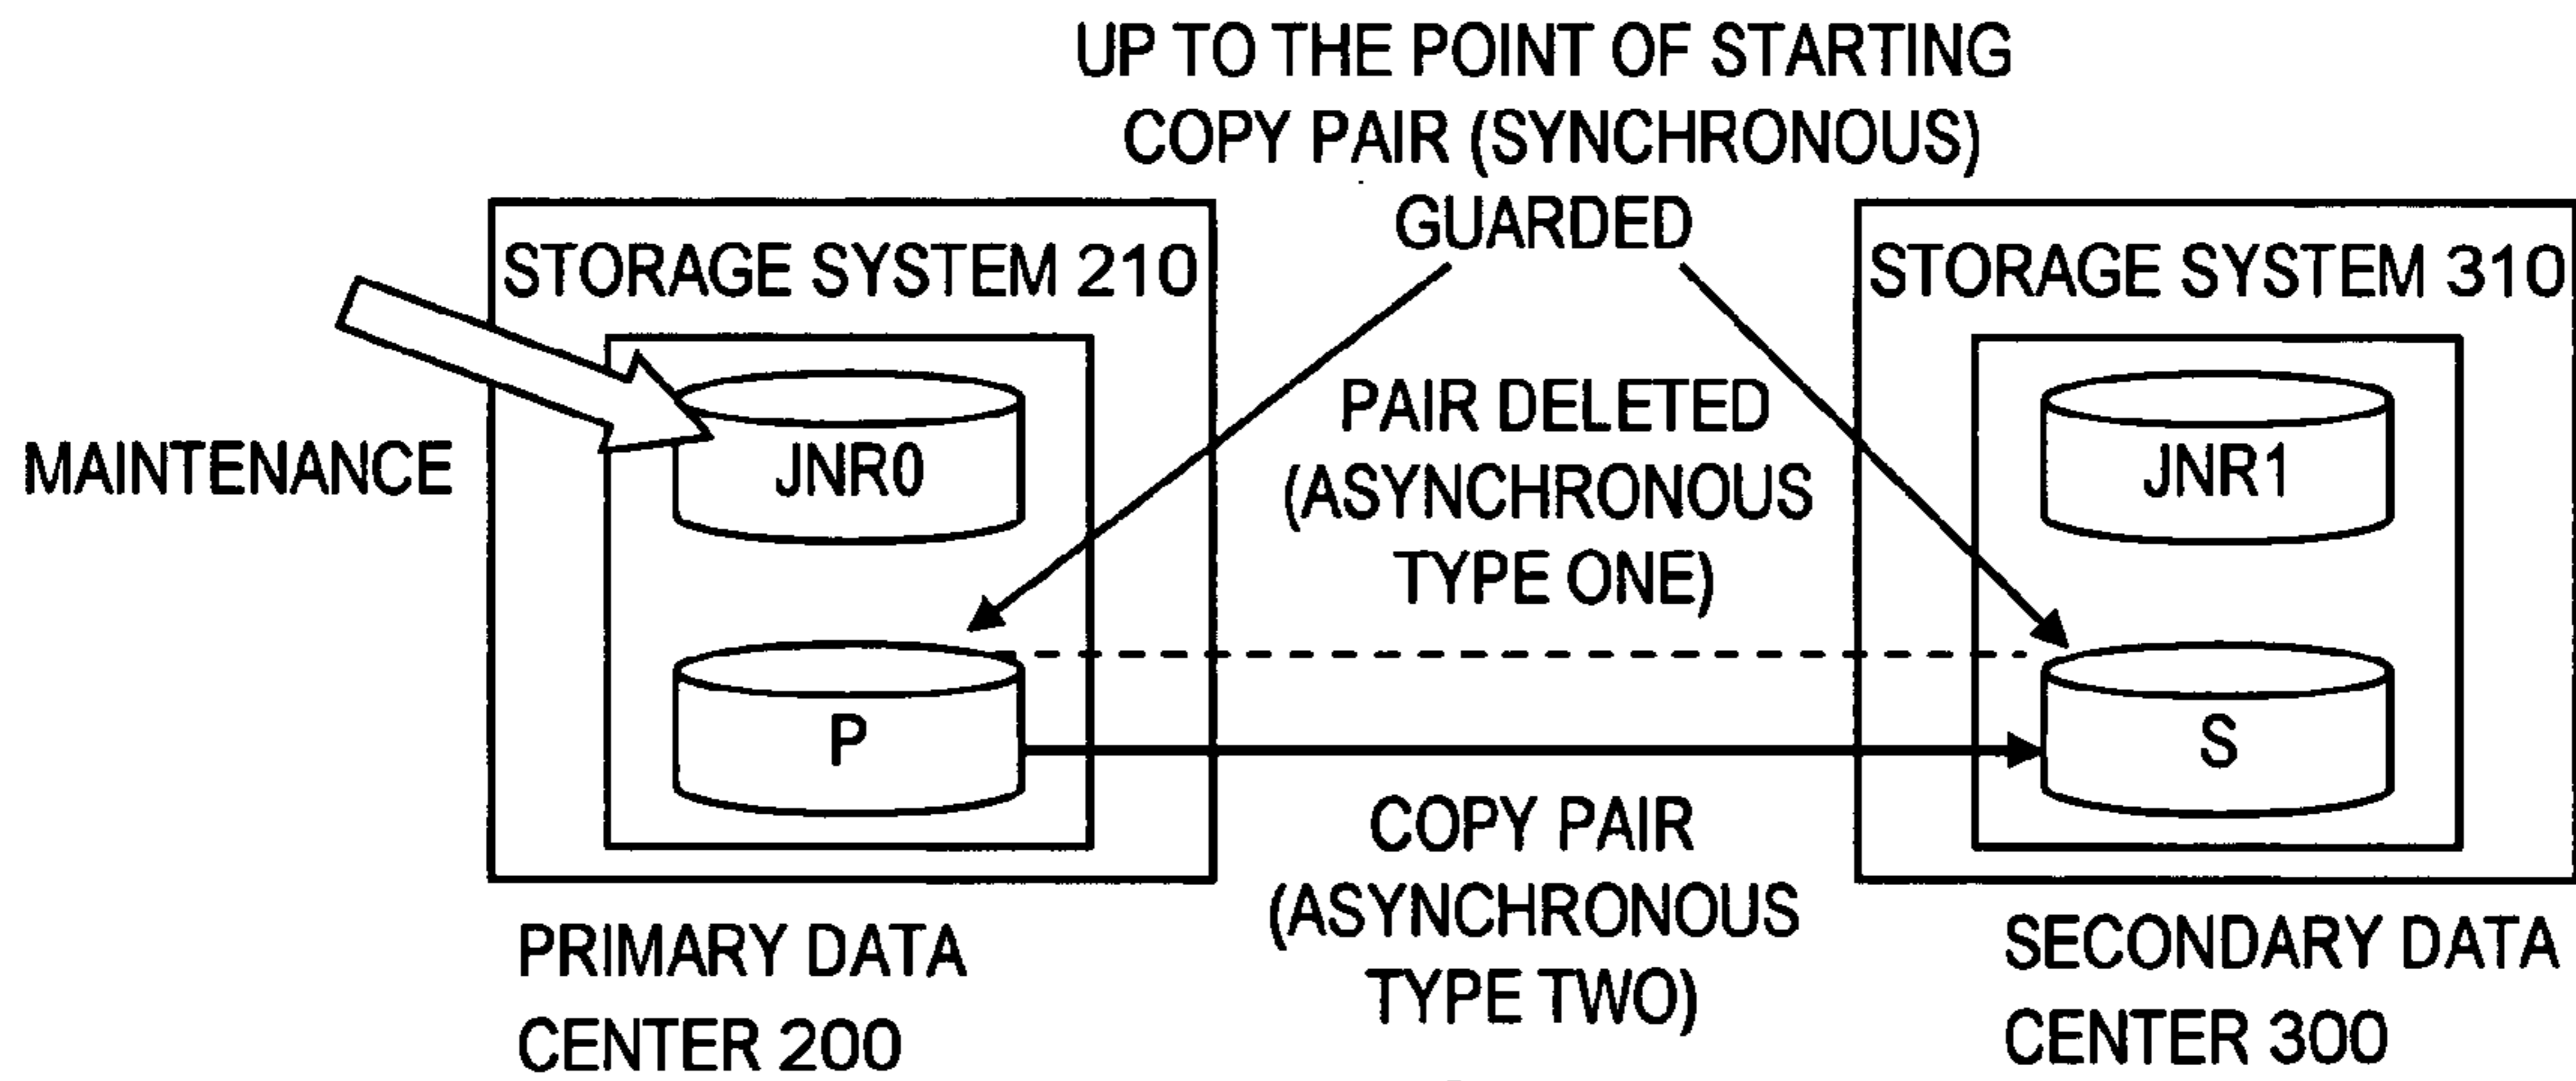 UP TO THE POINT OF STARTING
COPY PAIR (SYNCHRONOUS)
GUARDED
STORAGE SYSTEM 210
STORAGE SYSTEM 310
PAIR DELETED
(ASYNCHRONOUS
TYPE ONE)
MAINTENANCE
JNR0
JNR1
P
S
COPY PAIR
(ASYNCHRONOUS
TYPE TWO)
PRIMARY DATA
CENTER 200
SECONDARY DATA
CENTER 300